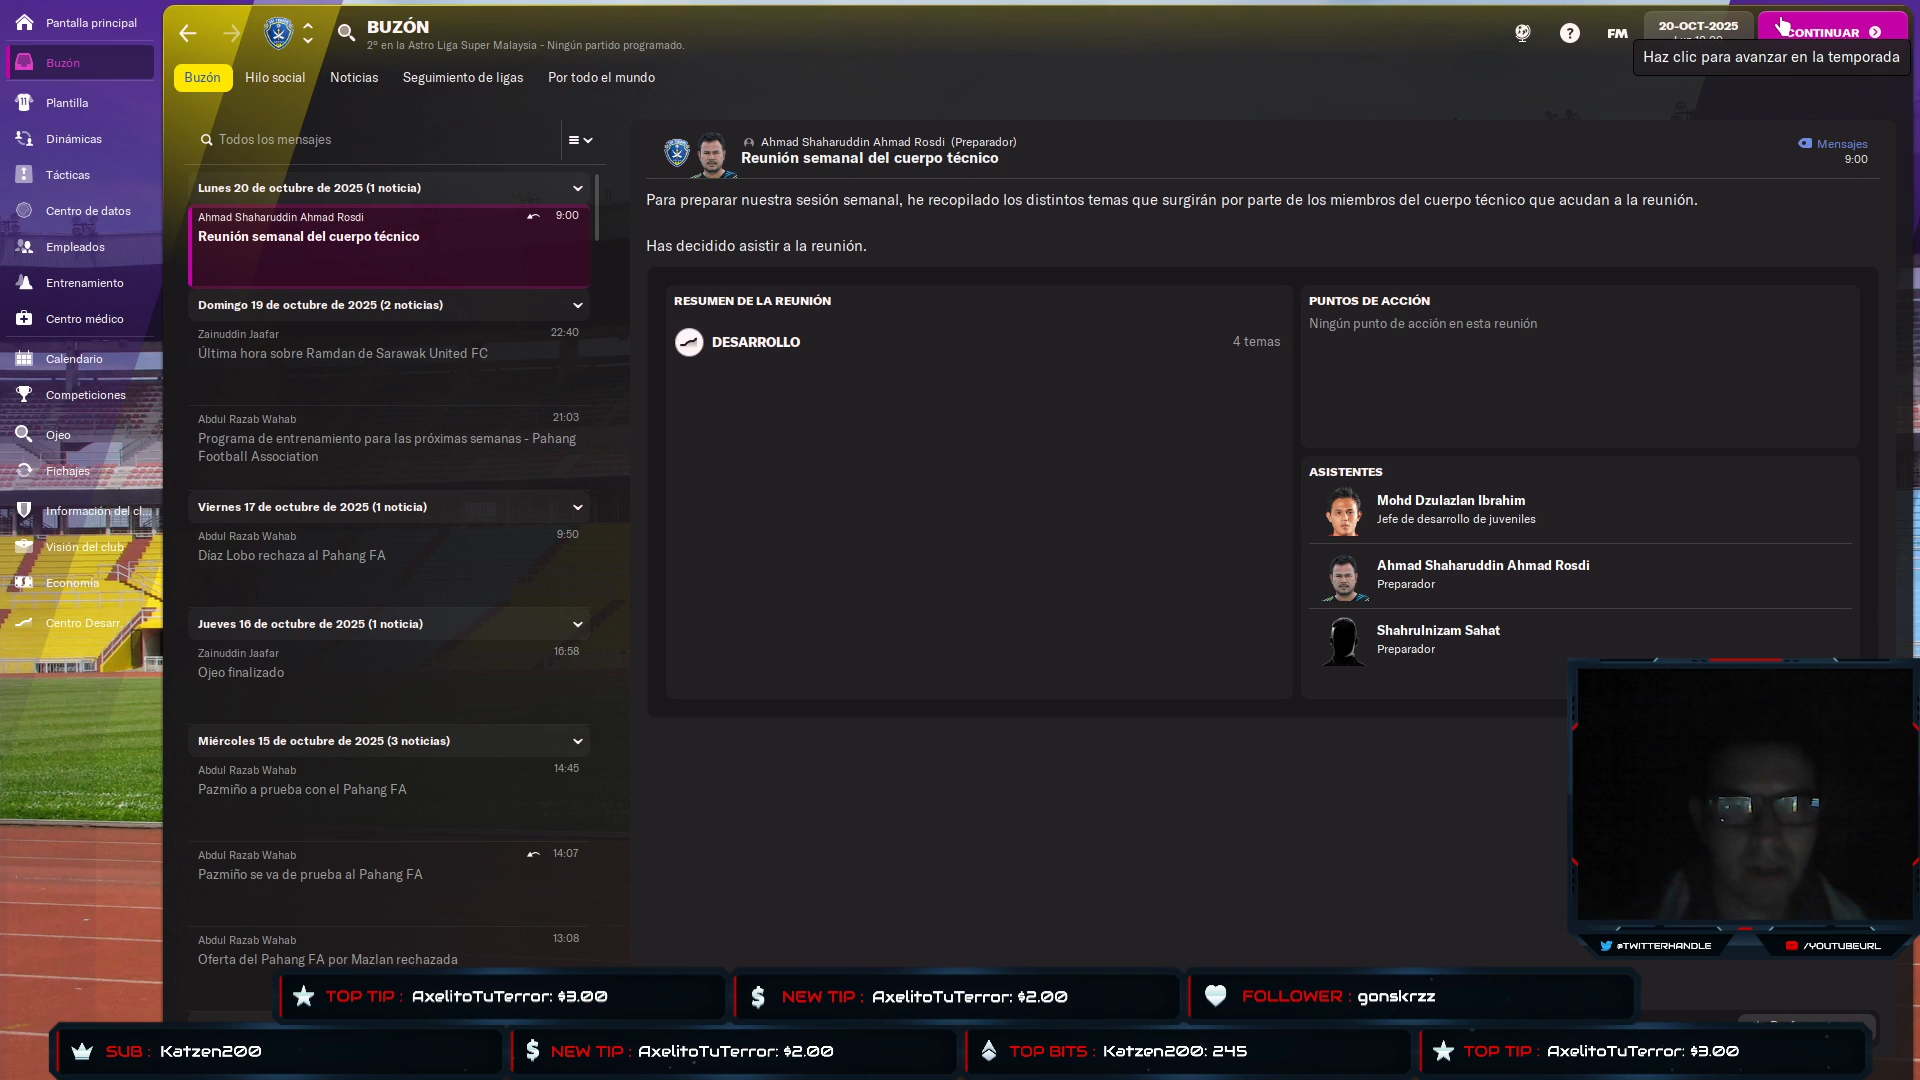 Pantalla principal
Buzón
Plantilla
Dinámicas
Tácticas
Centro de datos
Empleados
Entrenamiento
Centro médico
Calendario
Competiciones
Ojeo
Fichajes
Información del cl...
Visión del club
Economía
Centro Desarr.
BUZÓN
2º en la Astro Liga Super Malaysia - Ningún partido programado.
FM
20-OCT-2025
CONTINUAR
Haz clic para avanzar en la temporada
Buzón
Hilo social
Noticias
Seguimiento de ligas
Por todo el mundo
Todos los mensajes
Lunes 20 de octubre de 2025 (1 noticia)
Ahmad Shaharuddin Ahmad Rosdi
9:00
Reunión semanal del cuerpo técnico
Domingo 19 de octubre de 2025 (2 noticias)
Zainuddin Jaafar
22:40
Última hora sobre Ramdan de Sarawak United FC
Abdul Razab Wahab
21:03
Programa de entrenamiento para las próximas semanas - Pahang
Football Association
Viernes 17 de octubre de 2025 (1 noticia)
Abdul Razab Wahab
9:50
Díaz Lobo rechaza al Pahang FA
Jueves 16 de octubre de 2025 (1 noticia)
Zainuddin Jaafar
16:58
Ojeo finalizado
Miércoles 15 de octubre de 2025 (3 noticias)
Abdul Razab Wahab
14:45
Pazmiño a prueba con el Pahang FA
Abdul Razab Wahab
14:07
Pazmiño se va de prueba al Pahang FA
Abdul Razab Wahab
13:08
Oferta del Pahang FA por Mazlan rechazada
Ahmad Shaharuddin Ahmad Rosdi (Preparador)
Reunión semanal del cuerpo técnico
Mensajes
9:00
Para preparar nuestra sesión semanal, he recopilado los distintos temas que surgirán por parte de los miembros del cuerpo técnico que acudan a la reunión.
Has decidido asistir a la reunión.
RESUMEN DE LA REUNIÓN
DESARROLLO
4 temas
PUNTOS DE ACCIÓN
Ningún punto de acción en esta reunión
ASISTENTES
Mohd Dzulazlan Ibrahim
Jefe de desarrollo de juveniles
Ahmad Shaharuddin Ahmad Rosdi
Preparador
Shahrulnizam Sahat
Preparador
@TWITTERHANDLE
/YOUTUBEURL
TOP TIP : AxelitoTuTerror: $3.00
NEW TIP : AxelitoTuTerror: $2.00
FOLLOWER : gonskrzz
SUB : Katzen200
NEW TIP : AxelitoTuTerror: $2.00
TOP BITS : Katzen200: 245
TOP TIP : AxelitoTuTerror: $3.00